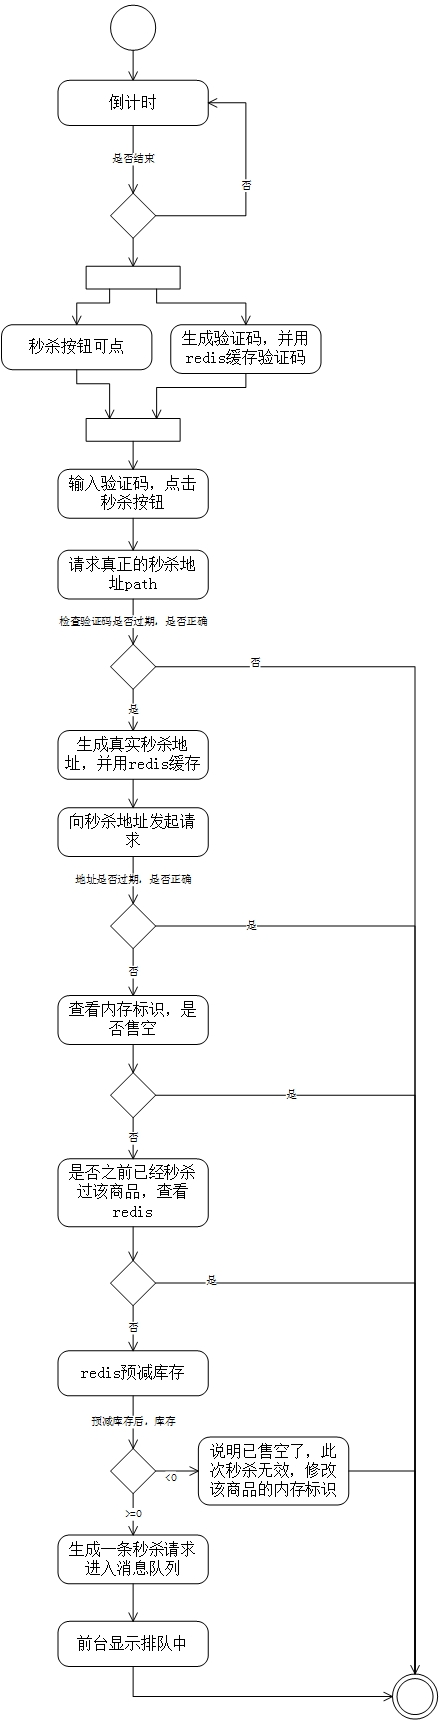 倒计时
是否结束
否
秒杀按钮可点
生成验证码，并用
redis缓存验证码
输入验证码，点击
秒杀按钮
请求真正的秒杀地
址path
检查验证码是否过期，是否正确
否
是
生成真实秒杀地
址，并用redis缓存
向秒杀地址发起请
求
地址是否过期，是否正确
是
否
查看内存标识，是
否售空
是
否
是否之前已经秒杀
过该商品，查看
redis
是
否
redis预减库存
预减库存后，库存
说明已售空了，此
次秒杀无效，修改
该商品的内存标识
<0
>=0
生成一条秒杀请求
进入消息队列
前台显示排队中